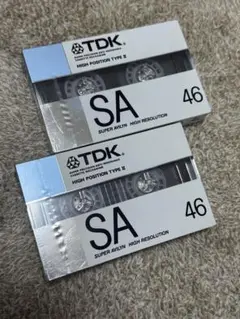 TDK
HIGH POSITION TYPE II
SA 46
SUPER AVILYN HIGH RESOLUTION
TDK
HIGH POSITION TYPE II
SA 46
SUPER AVILYN HIGH RESOLUTION